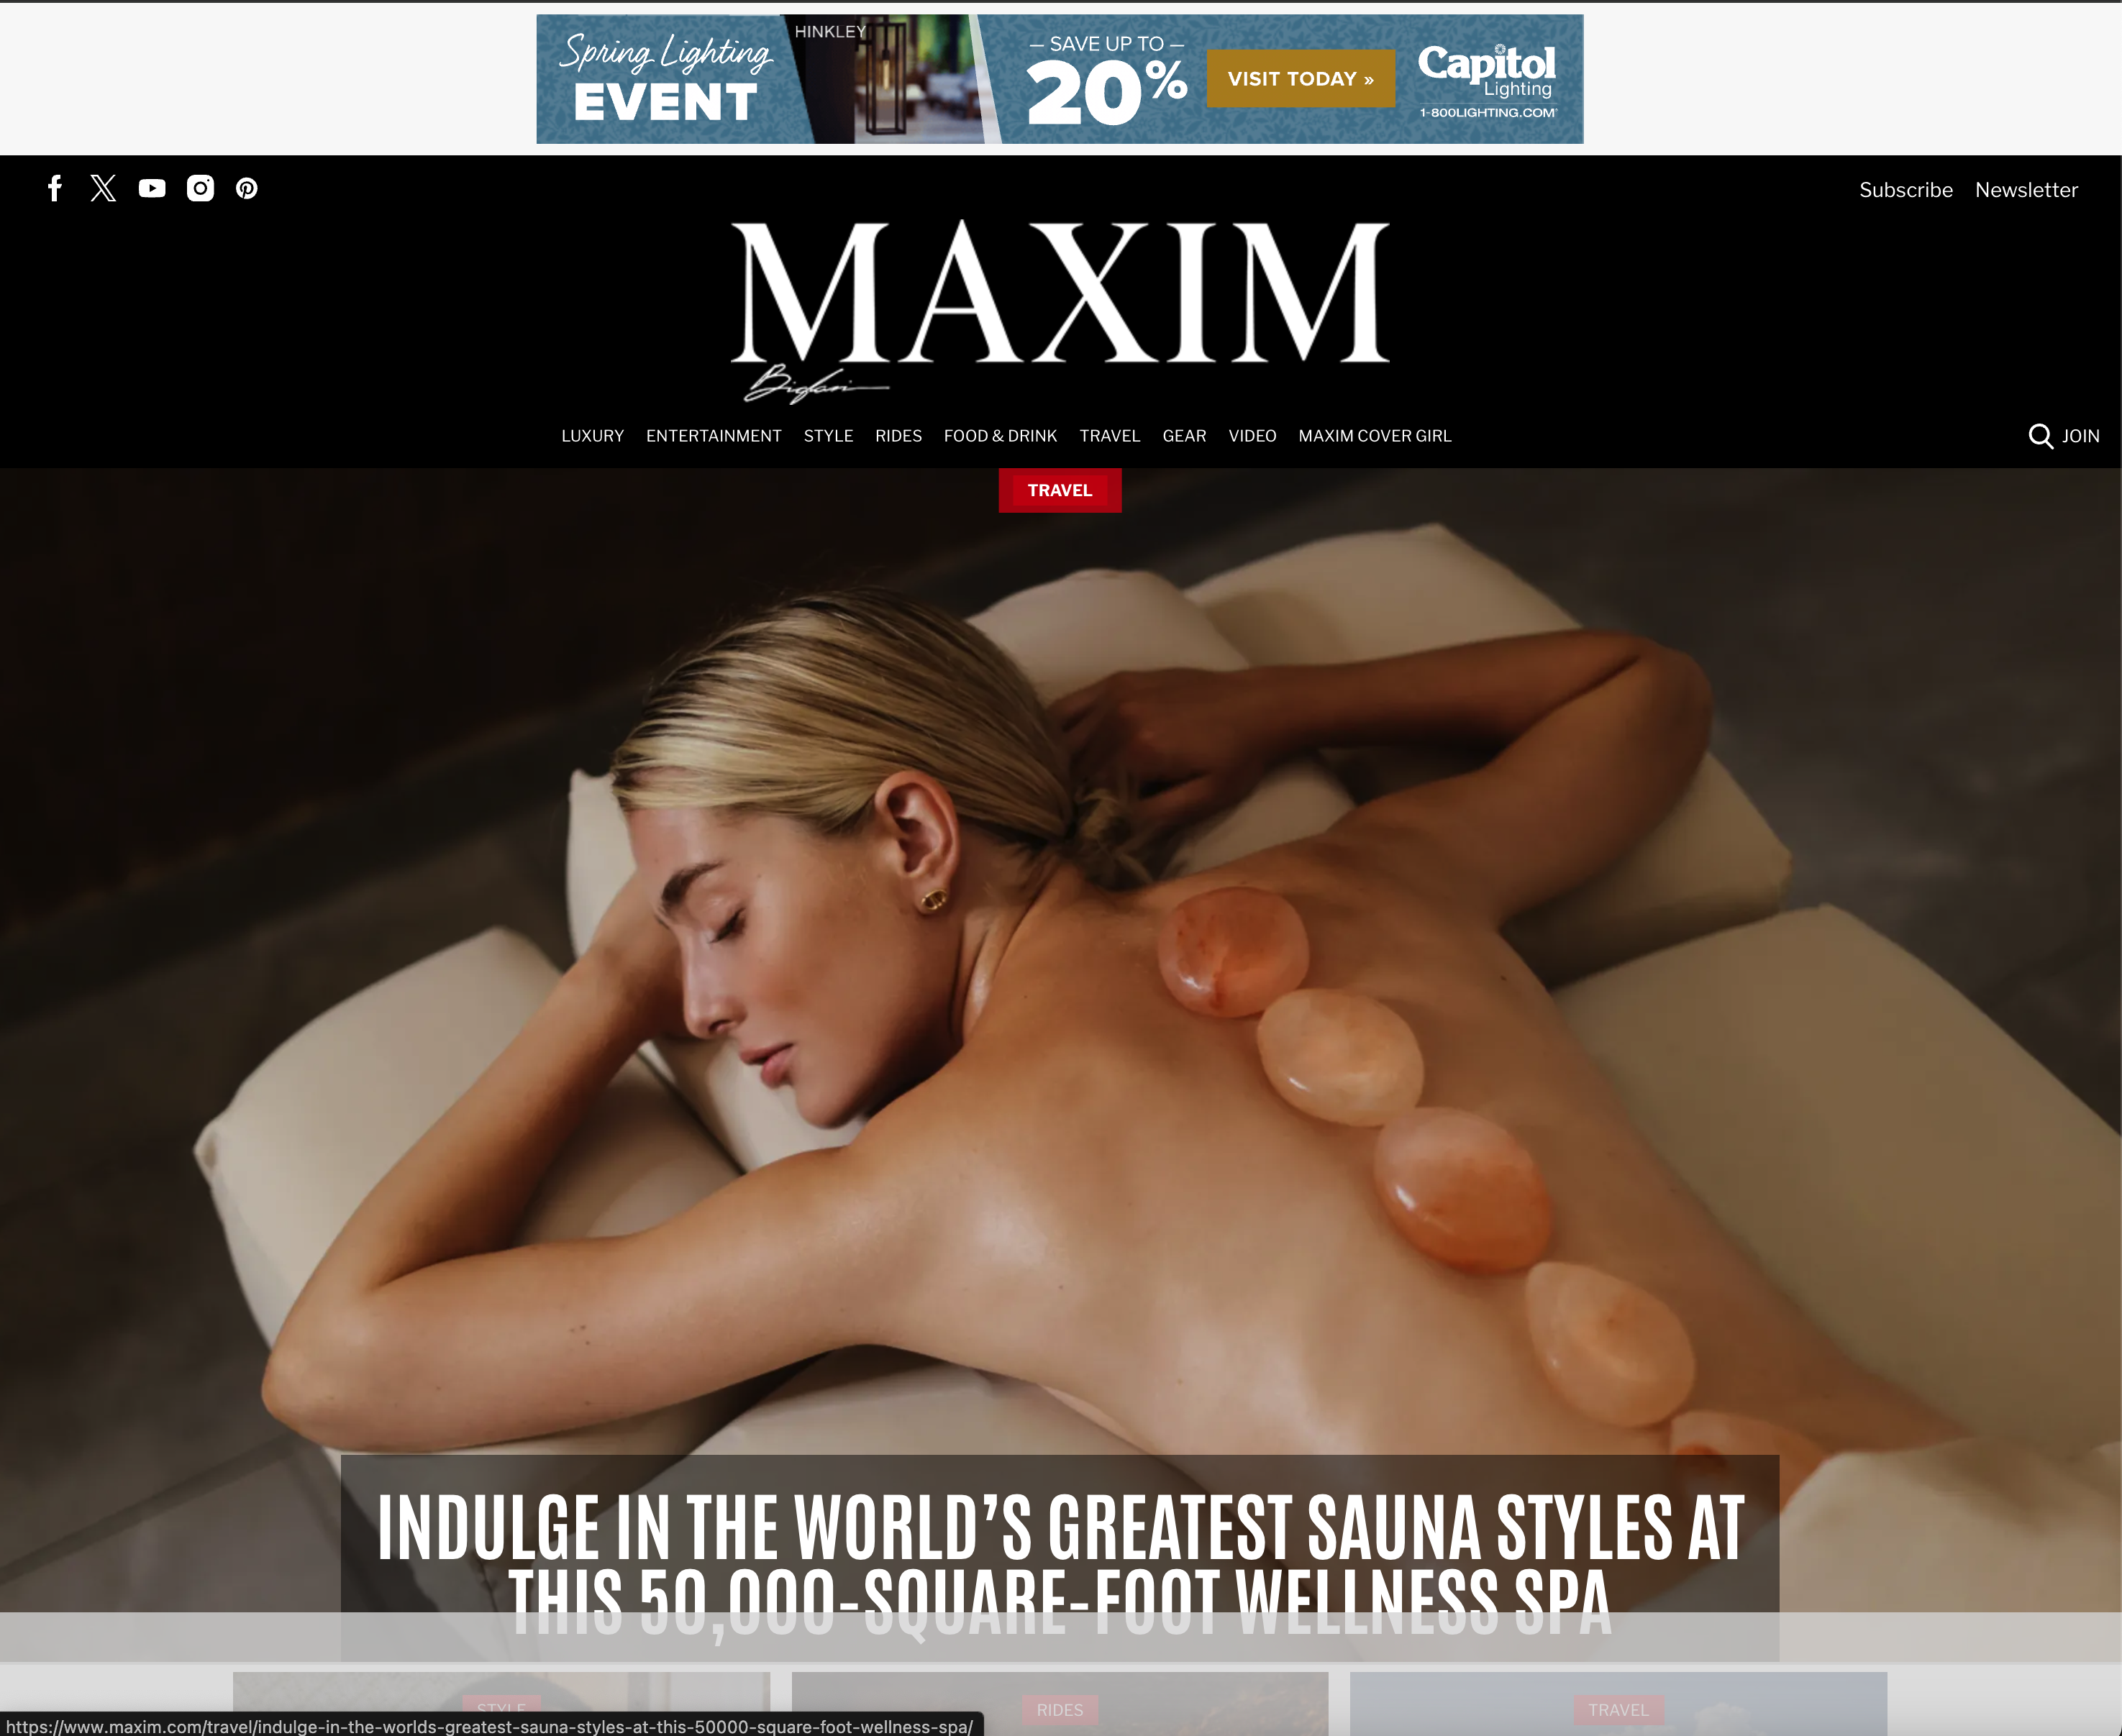 Spring Lighting
EVENT
HINKLEY
— SAVE UP TO —
20%
VISIT TODAY »
Capitol
Lighting
1-800LIGHTING.COM
Subscribe Newsletter
MAXIM
Biglari
LUXURY ENTERTAINMENT STYLE RIDES FOOD & DRINK TRAVEL GEAR VIDEO MAXIM COVER GIRL
JOIN
TRAVEL
INDULGE IN THE WORLD’S GREATEST SAUNA STYLES AT
THIS 50,000-SQUARE-FOOT WELLNESS SPA
STYLE RIDES TRAVEL
https://www.maxim.com/travel/indulge-in-the-worlds-greatest-sauna-styles-at-this-50000-square-foot-wellness-spa/